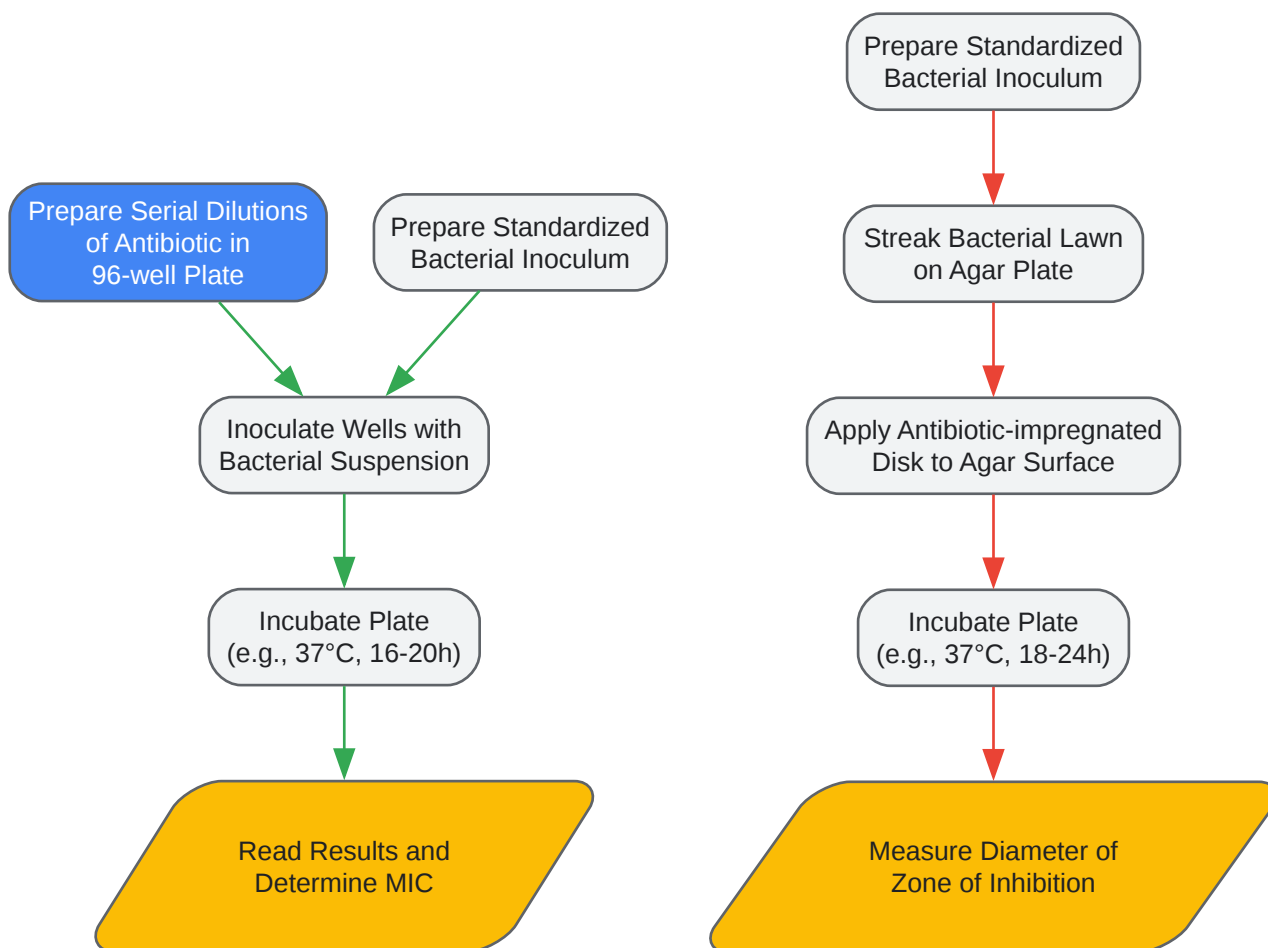 Prepare Serial Dilutions
of Antibiotic in
96-well Plate
Prepare Standardized
Bacterial Inoculum
Inoculate Wells with
Bacterial Suspension
Incubate Plate
(e.g., 37°C, 16-20h)
Read Results and
Determine MIC
Prepare Standardized
Bacterial Inoculum
Streak Bacterial Lawn
on Agar Plate
Apply Antibiotic-impregnated
Disk to Agar Surface
Incubate Plate
(e.g., 37°C, 18-24h)
Measure Diameter of
Zone of Inhibition